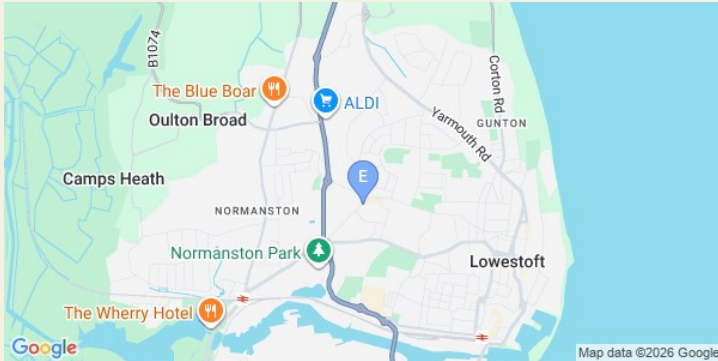 B1074
The Blue Boar
ALDI
Corton Rd
Oulton Broad
Yarmouth Rd
GUNTON
Camps Heath
E
NORMANSTON
Normanston Park
Lowestoft
The Wherry Hotel
Google
Map data ©2026 Google